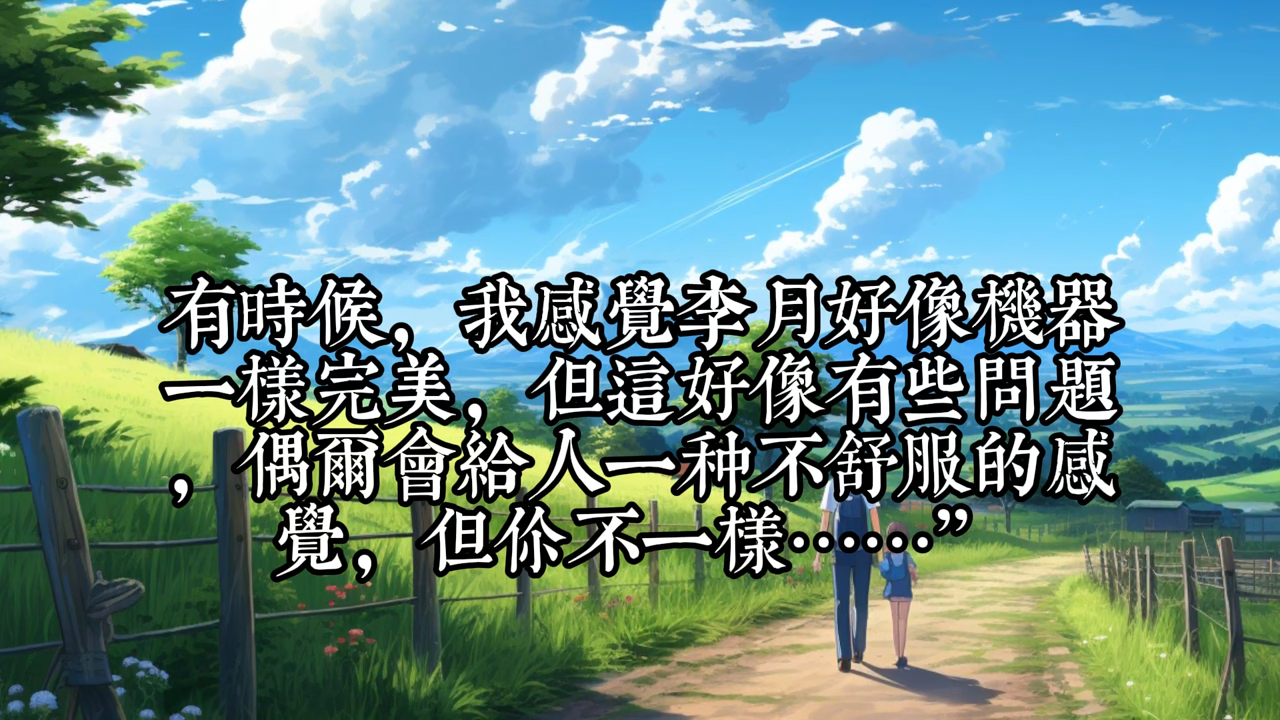 有時候，我感覺李月好像機器
一樣完美，但這好像有些問題
，偶爾會給人一种不舒服的感
覺，但你不一樣……”